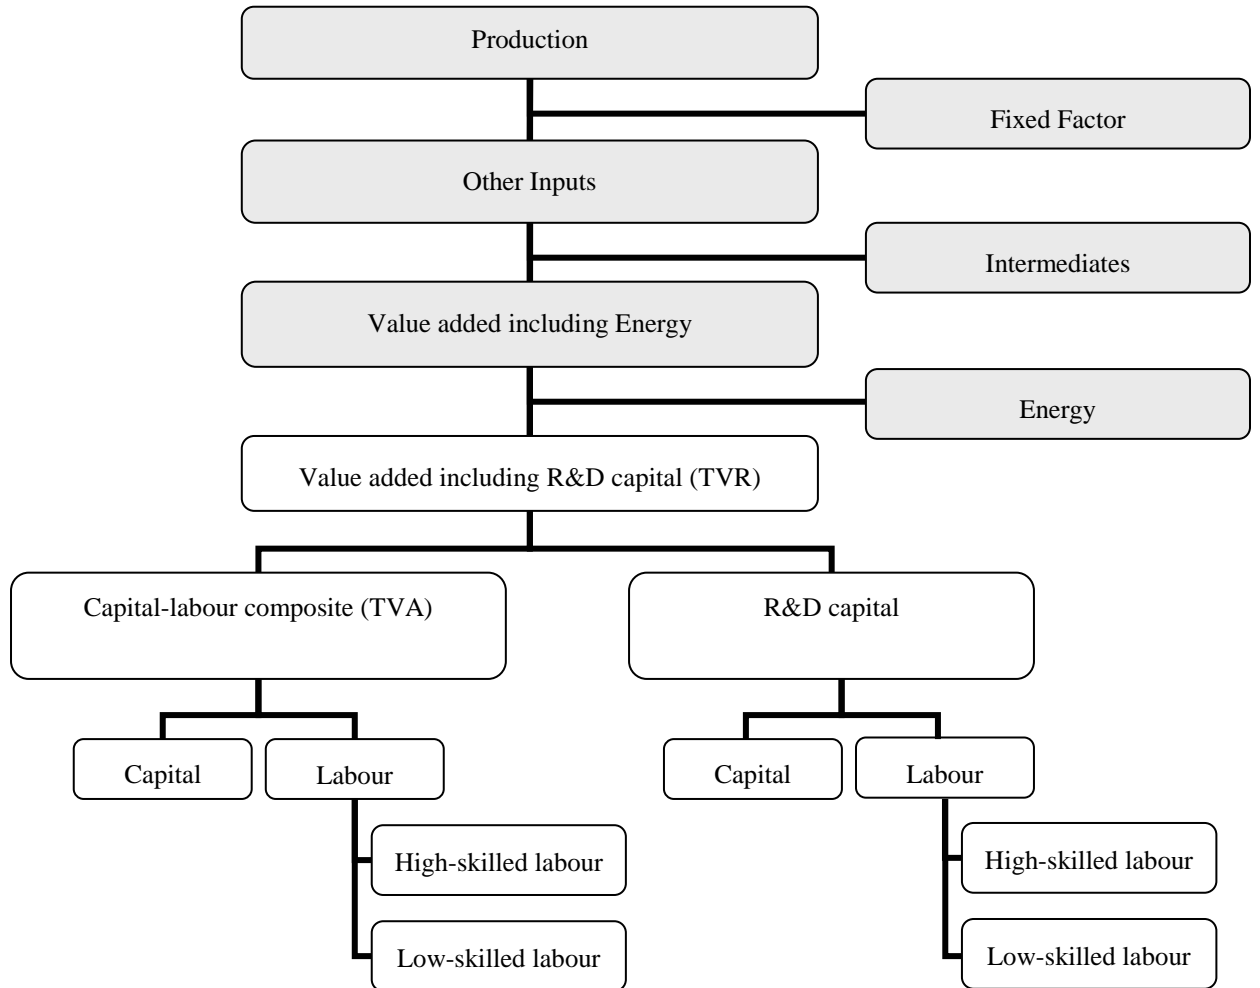 Production
Fixed Factor
Other Inputs
Intermediates
Value added including Energy
Energy
Value added including R&D capital (TVR)
Capital-labour composite (TVA)
R&D capital
Capital
Labour
Capital
Labour
High-skilled labour
High-skilled labour
Low-skilled labour
Low-skilled labour